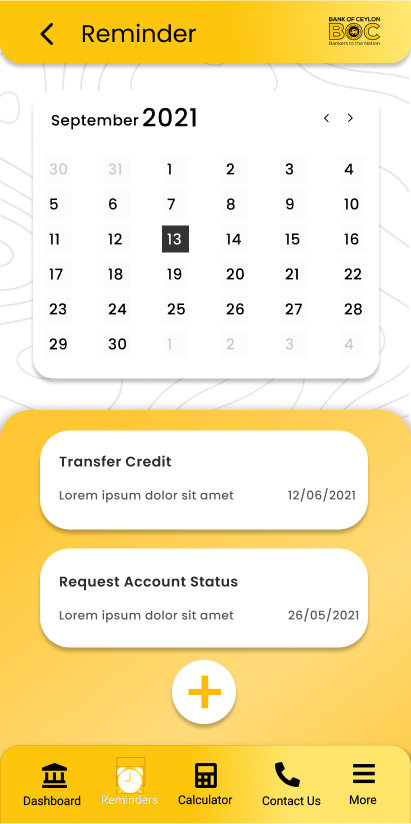 Reminder
BANK OF CEYLON
BOC
Bankers to the Nation
September 2021
30 31 1 2 3 4
5 6 7 8 9 10
11 12 13 14 15 16
17 18 19 20 21 22
23 24 25 26 27 28
29 30 1 2 3 4
Transfer Credit
Lorem ipsum dolor sit amet 12/06/2021
Request Account Status
Lorem ipsum dolor sit amet 26/05/2021
Dashboard Reminders Calculator Contact Us More